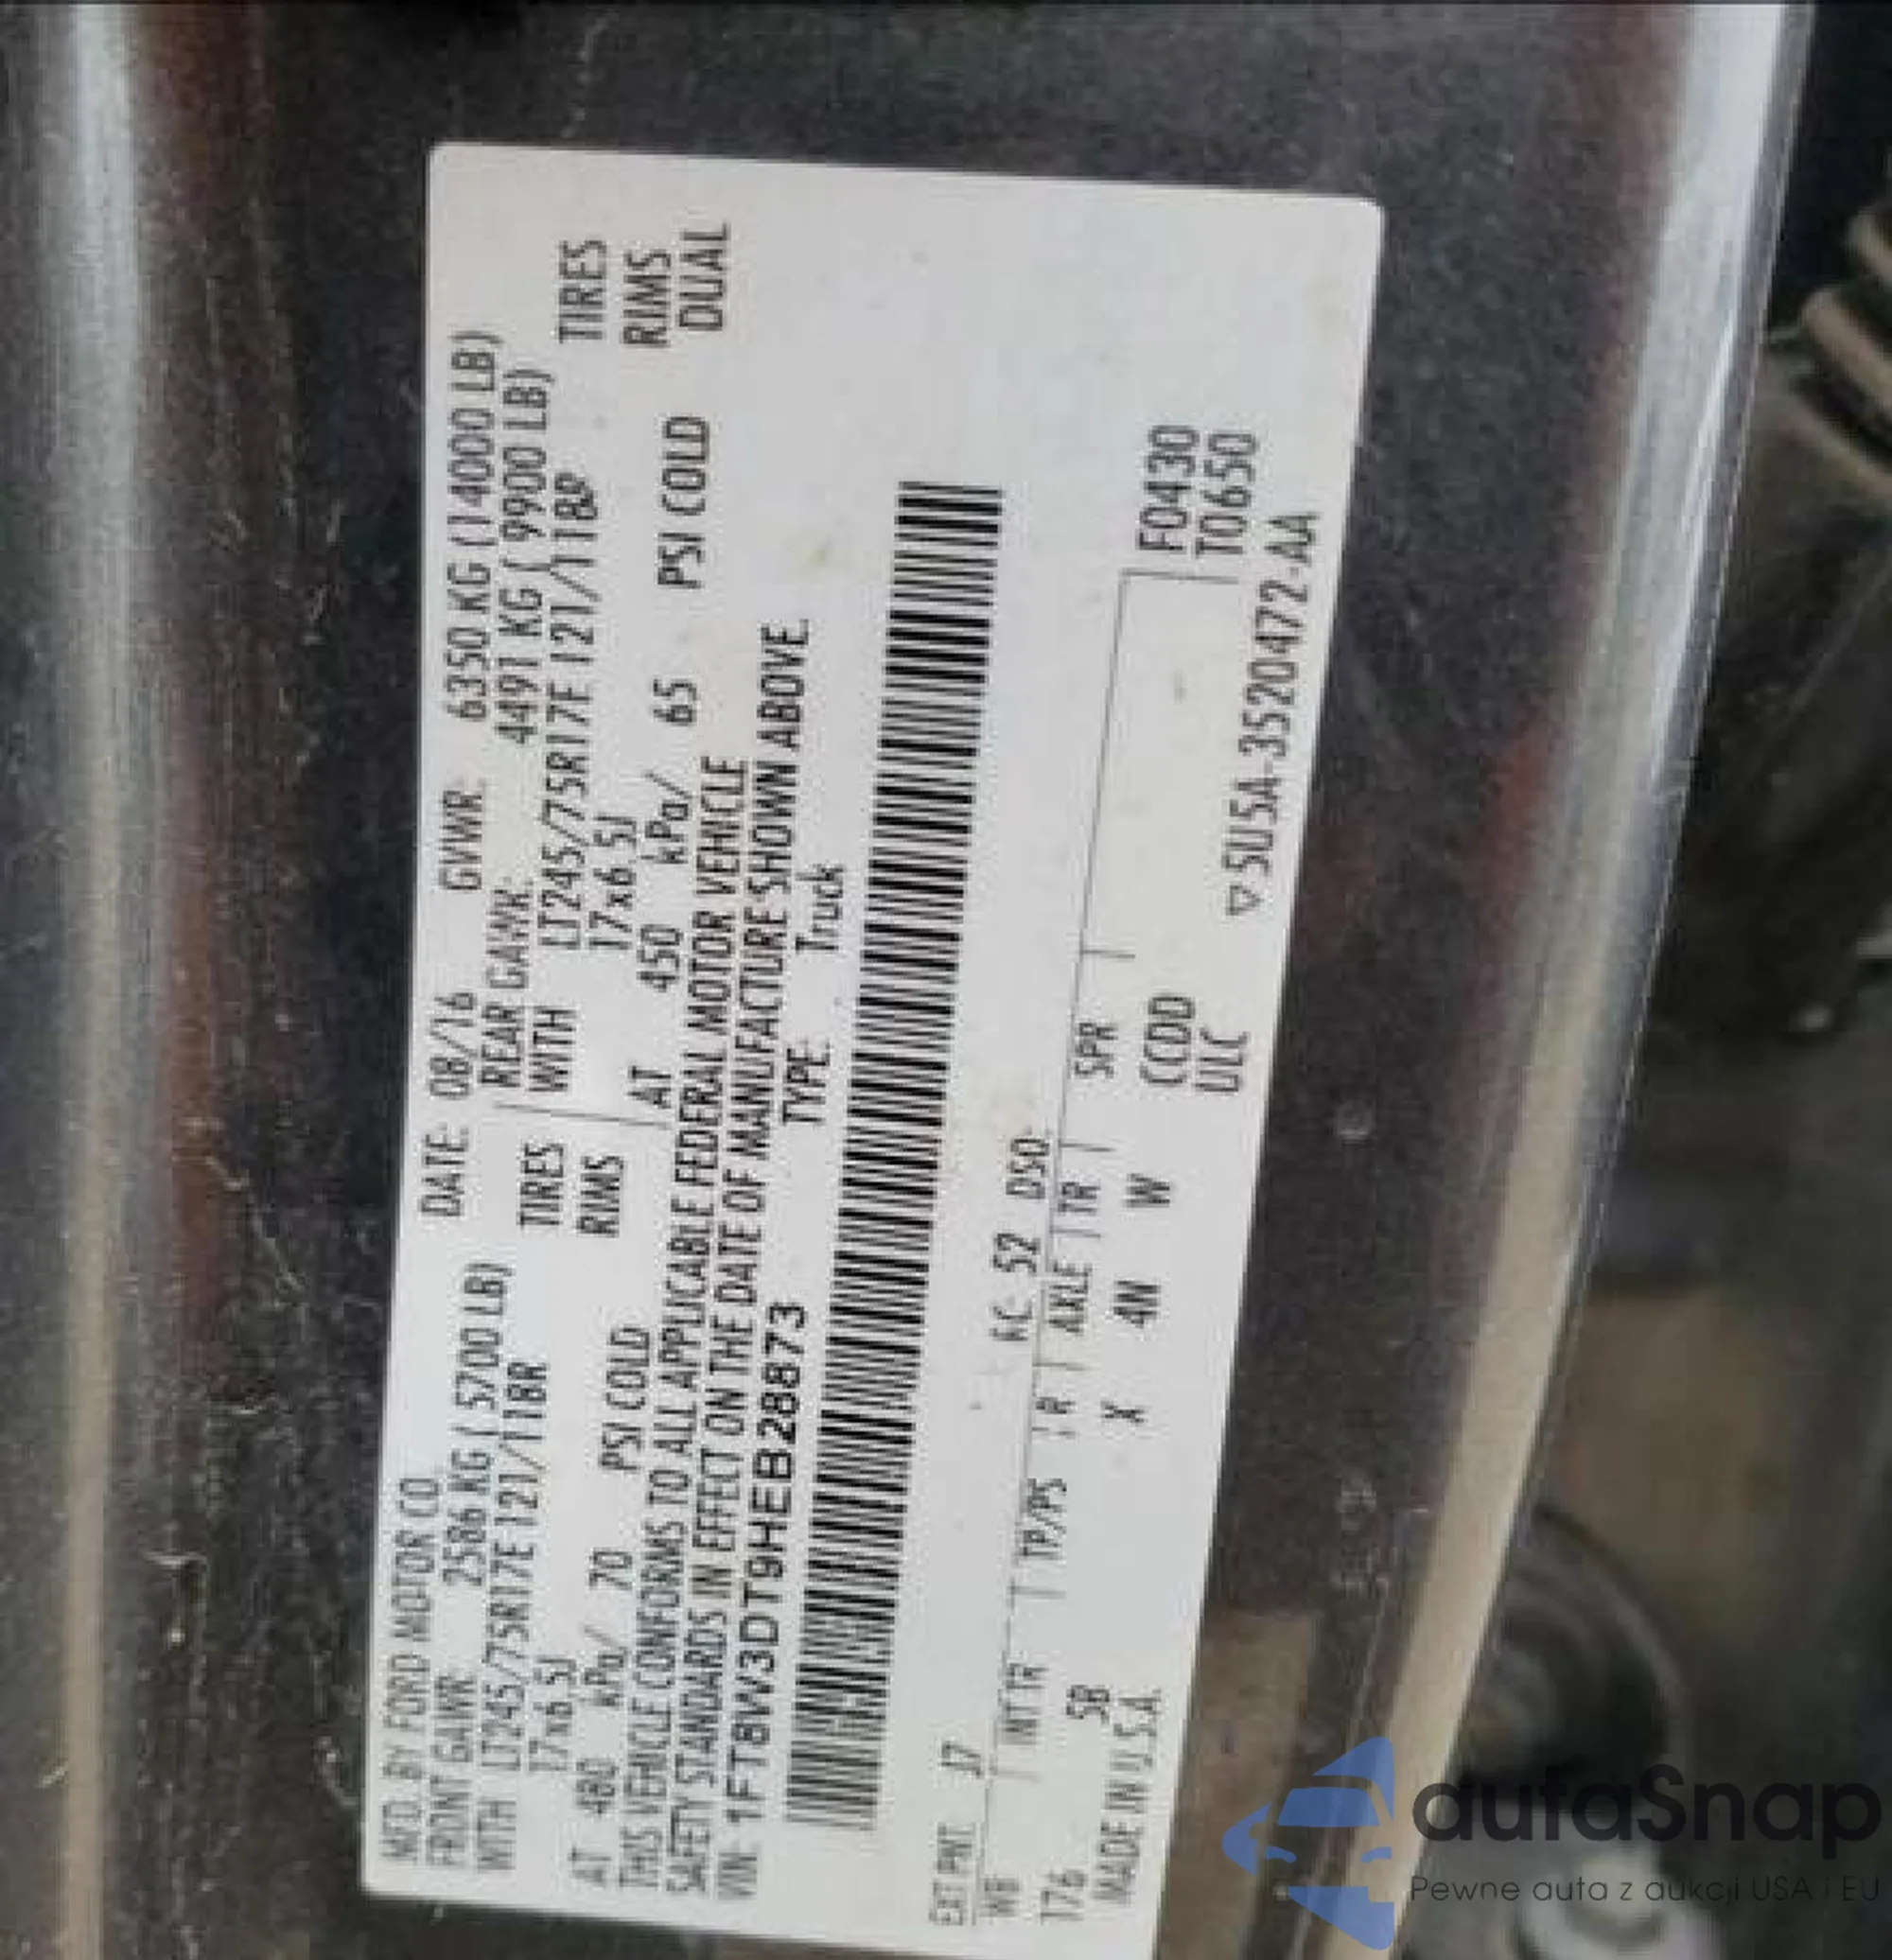 MFD. BY FORD MOTOR CO
DATE: 08/16 GVWR: 6350 KG (14000 LB)
FRONT GAWR: 2586 KG ( 5700 LB)
REAR GAWR: 4491 KG ( 9900 LB)
WITH LT245/75R17E 121/118R TIRES
WITH LT245/75R17E 121/118R TIRES
17x6.5J RIMS
17x6.5J RIMS
AT 480 kPa/ 70 PSI COLD
AT 450 kPa/ 65 PSI COLD DUAL
THIS VEHICLE CONFORMS TO ALL APPLICABLE FEDERAL MOTOR VEHICLE
SAFETY STANDARDS IN EFFECT ON THE DATE OF MANUFACTURE SHOWN ABOVE.
VIN: 1FT8W3DT9HEB28873 TYPE: Truck
EXT PNT: J7 RC: 52 DSO:
WB INT TR TP/PS R AXLE TR SPR
176 SB X 4N W CCDD F0430
ULC T0650
MADE IN U.S.A. ▽5U5A-3520472-AA
autaSnap
Pewne auta z aukcji USA i EU